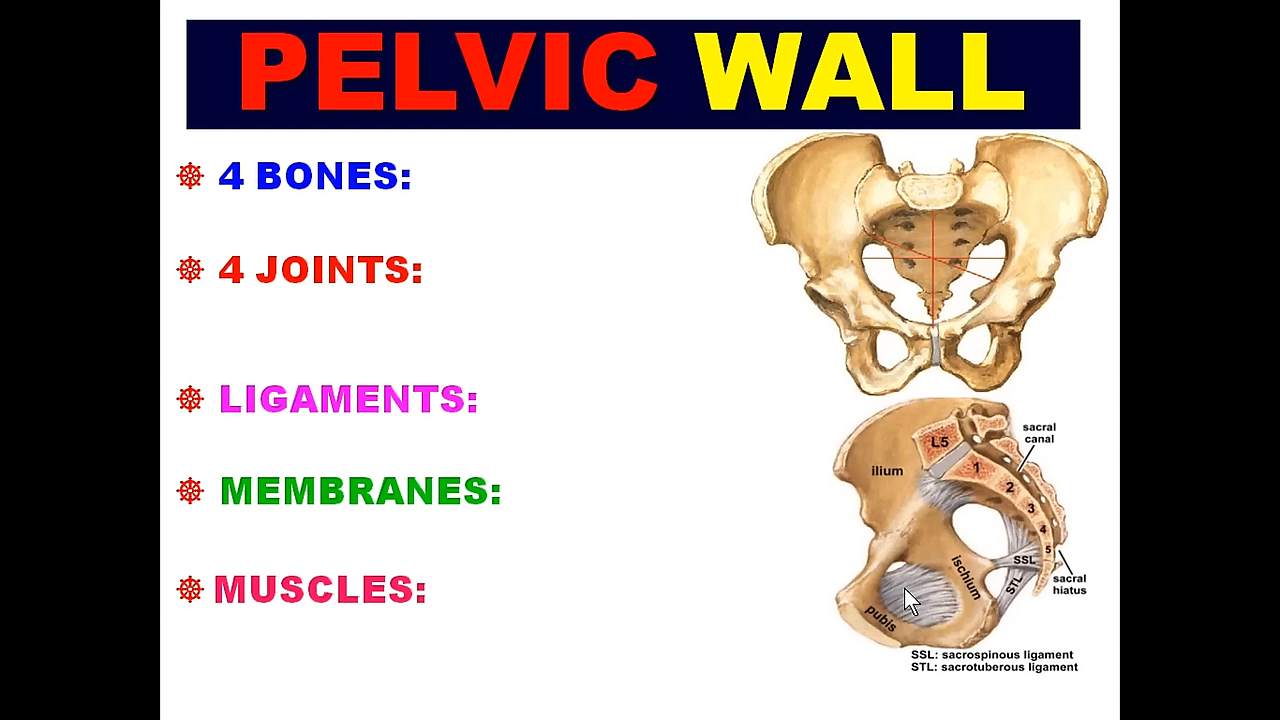 PELVIC WALL
4 BONES:
4 JOINTS:
LIGAMENTS:
MEMBRANES:
MUSCLES:
sacral
canal
L5
ilium
1
2
3
4
5
SSL
ischium
STL
sacral
hiatus
pubis
SSL: sacrospinous ligament
STL: sacrotuberous ligament